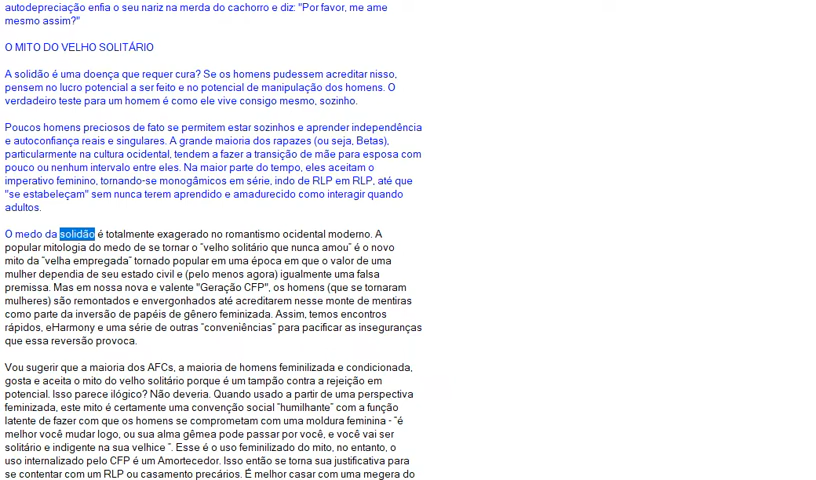 autodepreciação enfia o seu nariz na merda do cachorro e diz: "Por favor, me ame
mesmo assim?"
O MITO DO VELHO SOLITÁRIO
A solidão é uma doença que requer cura? Se os homens pudessem acreditar nisso,
pensem no lucro potencial a ser feito e no potencial de manipulação dos homens. O
verdadeiro teste para um homem é como ele vive consigo mesmo, sozinho.
Poucos homens preciosos de fato se permitem estar sozinhos e aprender independência
e autoconfiança reais e singulares. A grande maioria dos rapazes (ou seja, Betas),
particularmente na cultura ocidental, tendem a fazer a transição de mãe para esposa com
pouco ou nenhum intervalo entre eles. Na maior parte do tempo, eles aceitam o
imperativo feminino, tornando-se monogâmicos em série, indo de RLP em RLP, até que
"se estabeleçam" sem nunca terem aprendido e amadurecido como interagir quando
adultos.
O medo da solidão é totalmente exagerado no romantismo ocidental moderno. A
popular mitologia do medo de se tornar o “velho solitário que nunca amou” é o novo
mito da “velha empregada” tornado popular em uma época em que o valor de uma
mulher dependia de seu estado civil e (pelo menos agora) igualmente uma falsa
premissa. Mas em nossa nova e valente "Geração CFP", os homens (que se tornaram
mulheres) são remontados e envergonhados até acreditarem nesse monte de mentiras
como parte da inversão de papéis de gênero feminizada. Assim, temos encontros
rápidos, eHarmony e uma série de outras “conveniências” para pacificar as inseguranças
que essa reversão provoca.
Vou sugerir que a maioria dos AFCs, a maioria de homens feminilizada e condicionada,
gosta e aceita o mito do velho solitário porque é um tampão contra a rejeição em
potencial. Isso parece ilógico? Não deveria. Quando usado a partir de uma perspectiva
feminizada, este mito é certamente uma convenção social “humilhante” com a função
latente de fazer com que os homens se comprometam com uma moldura feminina - “é
melhor você mudar logo, ou sua alma gêmea pode passar por você, e você vai ser
solitário e indigente na sua velhice ”. Esse é o uso feminilizado do mito, no entanto, o
uso internalizado pelo CFP é um Amortecedor. Isso então se torna sua justificativa para
se contentar com um RLP ou casamento precários. É melhor casar com uma megera do